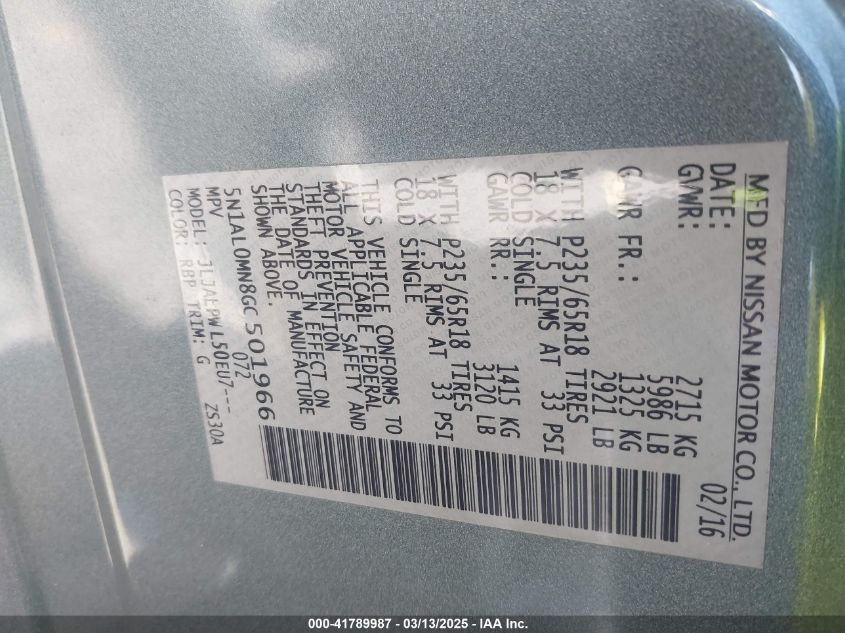 MFD BY NISSAN MOTOR CO., LTD.
DATE: 02/16
GVWR: 2715 KG
5986 LB
GAWR FR.: 1325 KG
2921 LB
WITH P235/65R18 TIRES
18 X 7.5 RIMS AT 33 PSI
COLD SINGLE
GAWR RR.: 1415 KG
3120 LB
WITH P235/65R18 TIRES
18 X 7.5 RIMS AT 33 PSI
COLD SINGLE
THIS VEHICLE CONFORMS TO
ALL APPLICABLE FEDERAL
MOTOR VEHICLE SAFETY AND
THEFT PREVENTION
STANDARDS IN EFFECT ON
THE DATE OF MANUFACTURE
SHOWN ABOVE.
5N1AL0MN8GC501966
MPV 072
MODEL: JLJALPWL50EU7---
COLOR: RBP TRIM: G ZS30A
000-41789987 - 03/13/2025 - IAA Inc.